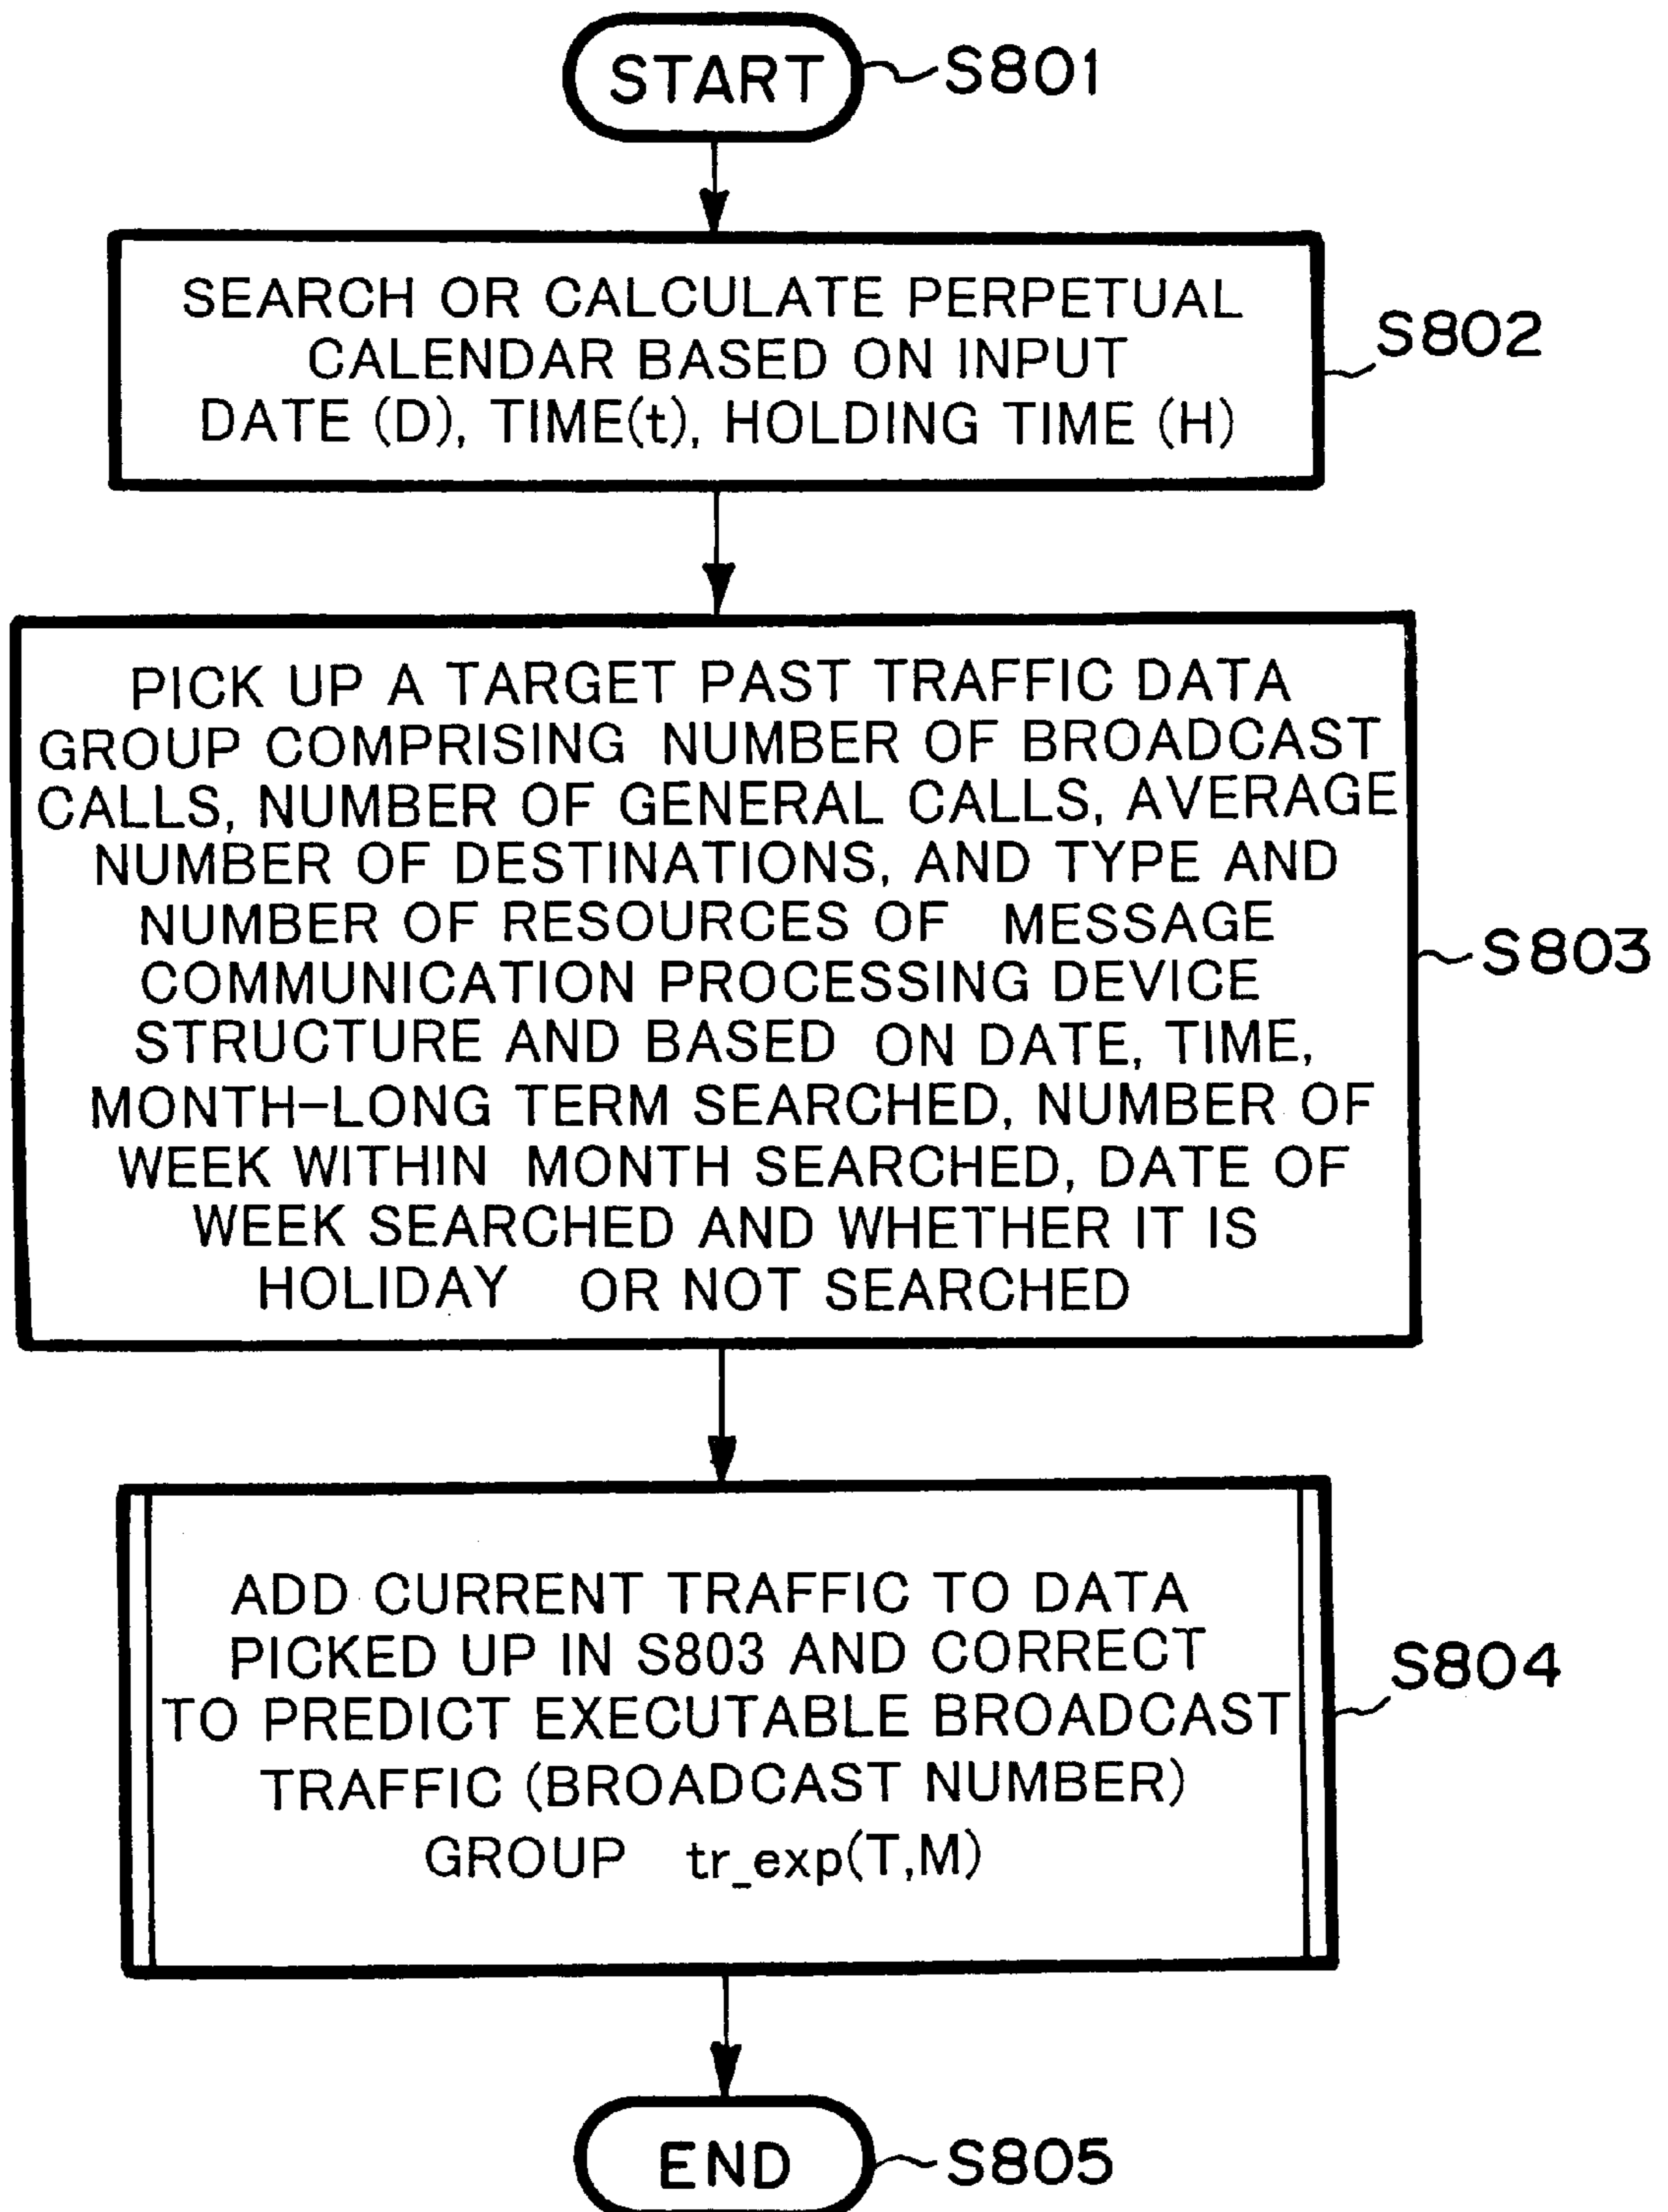 START
S801
SEARCH OR CALCULATE PERPETUAL
CALENDAR BASED ON INPUT
DATE (D), TIME(t), HOLDING TIME (H)
S802
PICK UP A TARGET PAST TRAFFIC DATA
GROUP COMPRISING NUMBER OF BROADCAST
CALLS, NUMBER OF GENERAL CALLS, AVERAGE
NUMBER OF DESTINATIONS, AND TYPE AND
NUMBER OF RESOURCES OF MESSAGE
COMMUNICATION PROCESSING DEVICE
STRUCTURE AND BASED ON DATE, TIME,
MONTH-LONG TERM SEARCHED, NUMBER OF
WEEK WITHIN MONTH SEARCHED, DATE OF
WEEK SEARCHED AND WHETHER IT IS
HOLIDAY OR NOT SEARCHED
S803
ADD CURRENT TRAFFIC TO DATA
PICKED UP IN S803 AND CORRECT
TO PREDICT EXECUTABLE BROADCAST
TRAFFIC (BROADCAST NUMBER)
GROUP tr_exp(T,M)
S804
END
S805